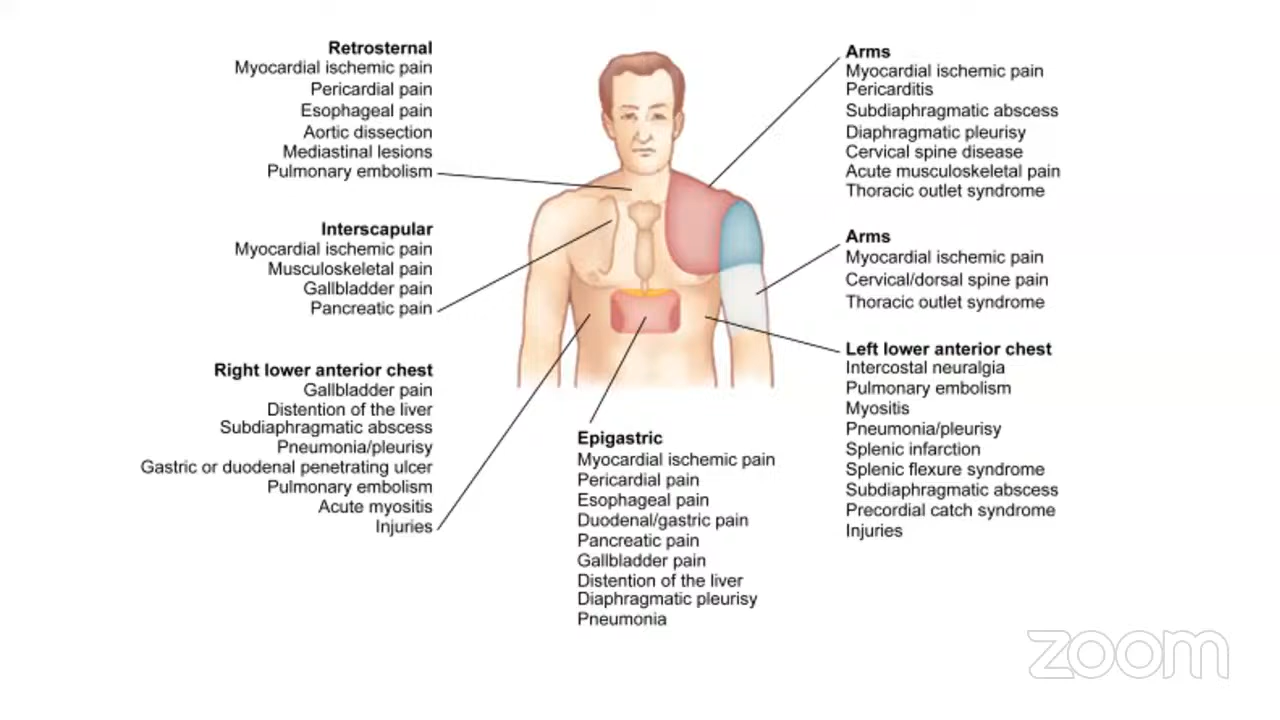 Retrosternal
Myocardial ischemic pain
Pericardial pain
Esophageal pain
Aortic dissection
Mediastinal lesions
Pulmonary embolism
Interscapular
Myocardial ischemic pain
Musculoskeletal pain
Gallbladder pain
Pancreatic pain
Right lower anterior chest
Gallbladder pain
Distention of the liver
Subdiaphragmatic abscess
Pneumonia/pleurisy
Gastric or duodenal penetrating ulcer
Pulmonary embolism
Acute myositis
Injuries
Epigastric
Myocardial ischemic pain
Pericardial pain
Esophageal pain
Duodenal/gastric pain
Pancreatic pain
Gallbladder pain
Distention of the liver
Diaphragmatic pleurisy
Pneumonia
Arms
Myocardial ischemic pain
Pericarditis
Subdiaphragmatic abscess
Diaphragmatic pleurisy
Cervical spine disease
Acute musculoskeletal pain
Thoracic outlet syndrome
Arms
Myocardial ischemic pain
Cervical/dorsal spine pain
Thoracic outlet syndrome
Left lower anterior chest
Intercostal neuralgia
Pulmonary embolism
Myositis
Pneumonia/pleurisy
Splenic infarction
Splenic flexure syndrome
Subdiaphragmatic abscess
Precordial catch syndrome
Injuries
zoom